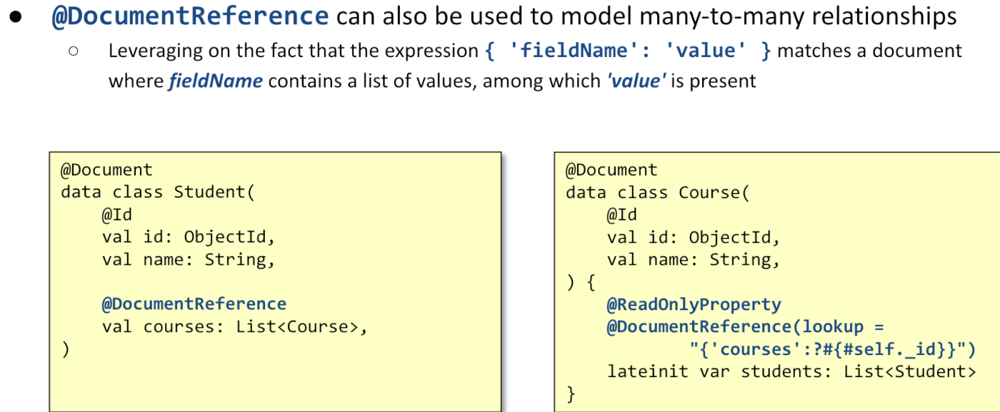 ● @DocumentReference can also be used to model many-to-many relationships
○ Leveraging on the fact that the expression { 'fieldName': 'value' } matches a document
where fieldName contains a list of values, among which 'value' is present
@Document
data class Student(
    @Id
    val id: ObjectId,
    val name: String,

    @DocumentReference
    val courses: List<Course>,
)
@Document
data class Course(
    @Id
    val id: ObjectId,
    val name: String,
) {
    @ReadOnlyProperty
    @DocumentReference(lookup =
            "{'courses':?#{#self._id}}")
    lateinit var students: List<Student>
}